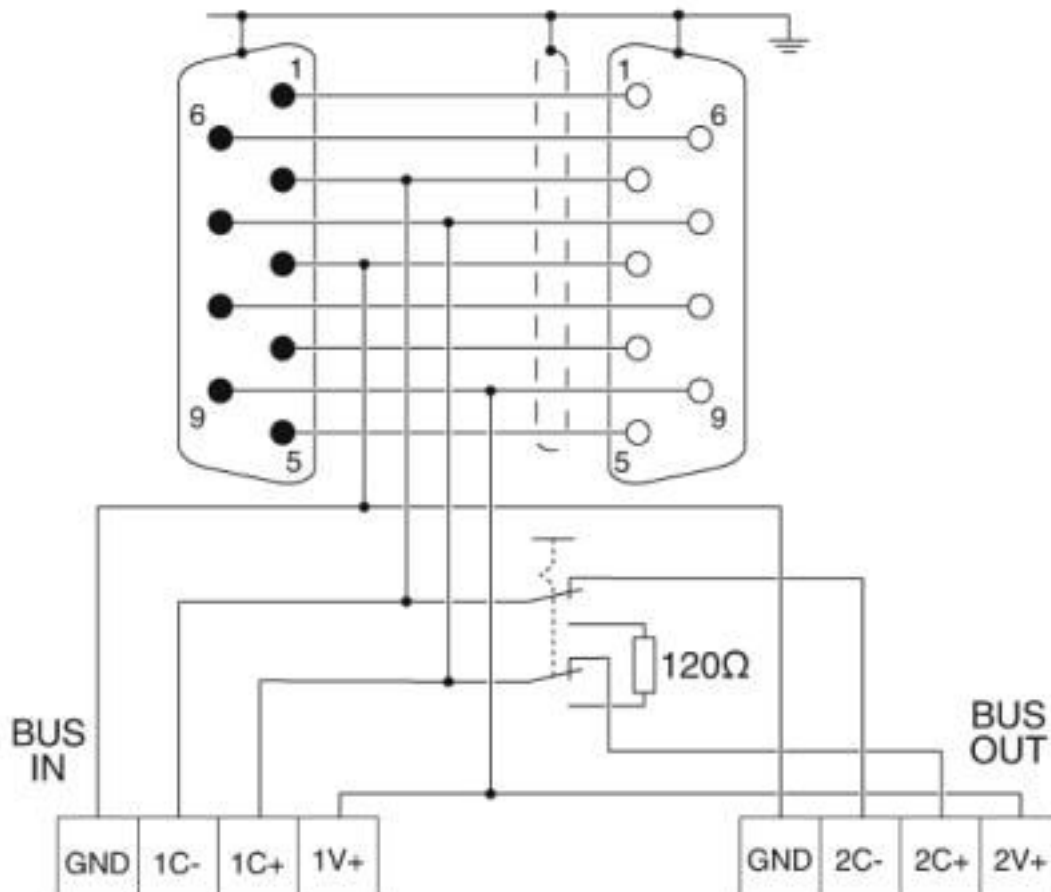 1
1
6
6
9
9
5
5
120Ω
BUS
IN
BUS
OUT
GND 1C- 1C+ 1V+
GND 2C- 2C+ 2V+